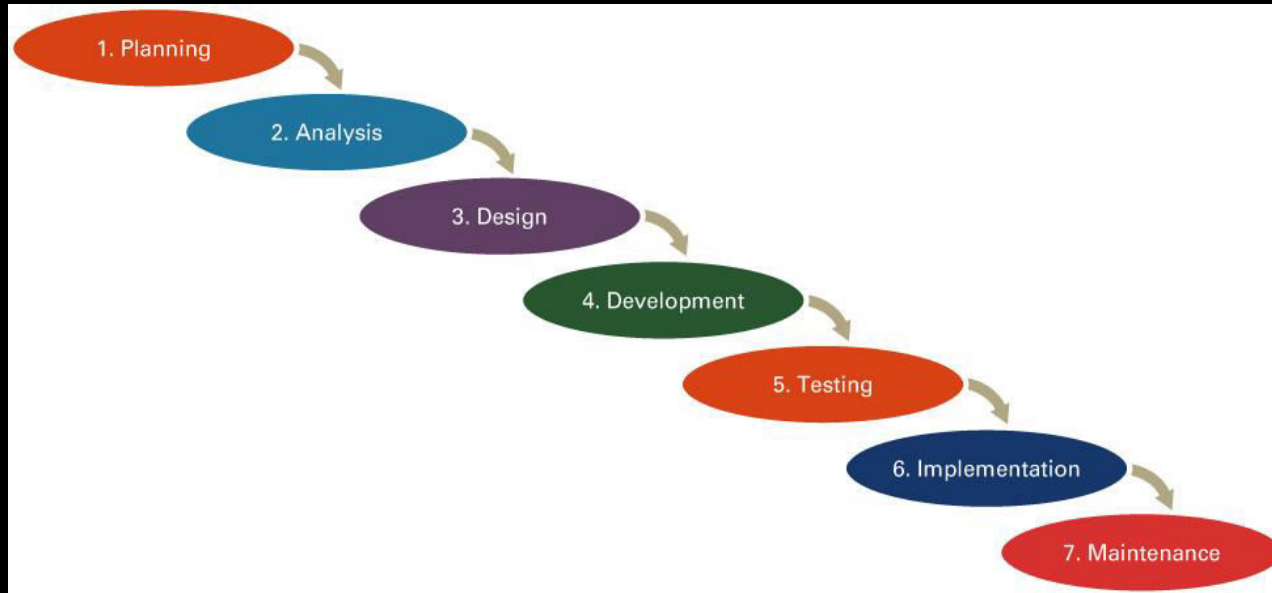 1. Planning
2. Analysis
3. Design
4. Development
5. Testing
6. Implementation
7. Maintenance